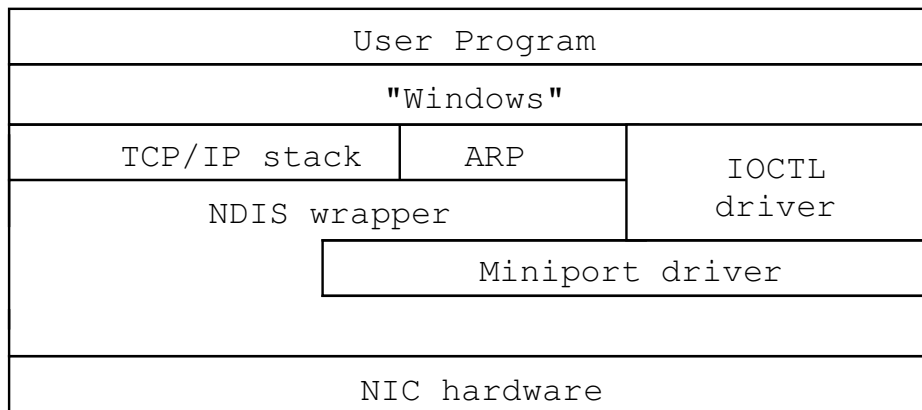 User Program
"Windows"
TCP/IP stack
ARP
IOCTL
driver
NDIS wrapper
Miniport driver
NIC hardware